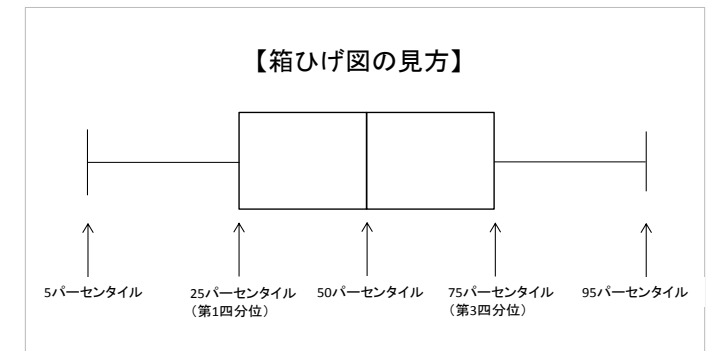 【箱ひげ図の見方】
5パーセンタイル
25パーセンタイル
（第1四分位）
50パーセンタイル
75パーセンタイル
（第3四分位）
95パーセンタイル